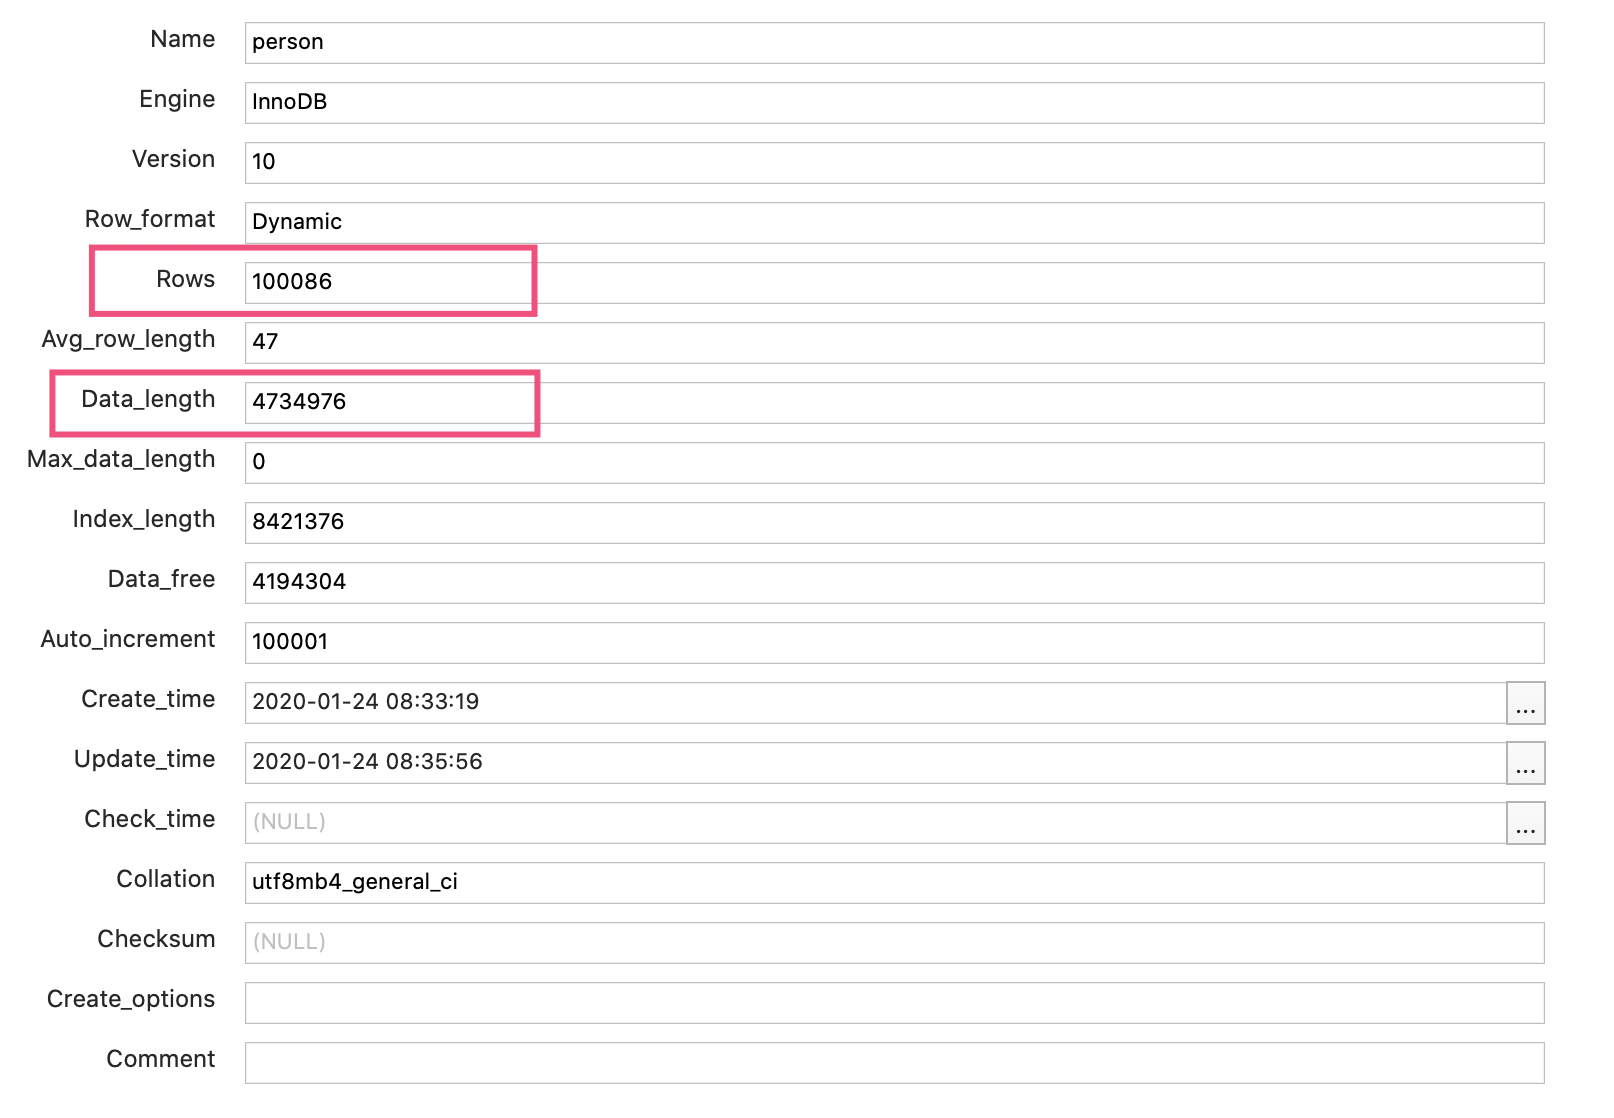 Name person
Engine InnoDB
Version 10
Row_format Dynamic
Rows 100086
Avg_row_length 47
Data_length 4734976
Max_data_length 0
Index_length 8421376
Data_free 4194304
Auto_increment 100001
Create_time 2020-01-24 08:33:19 ...
Update_time 2020-01-24 08:35:56 ...
Check_time (NULL) ...
Collation utf8mb4_general_ci
Checksum (NULL)
Create_options
Comment